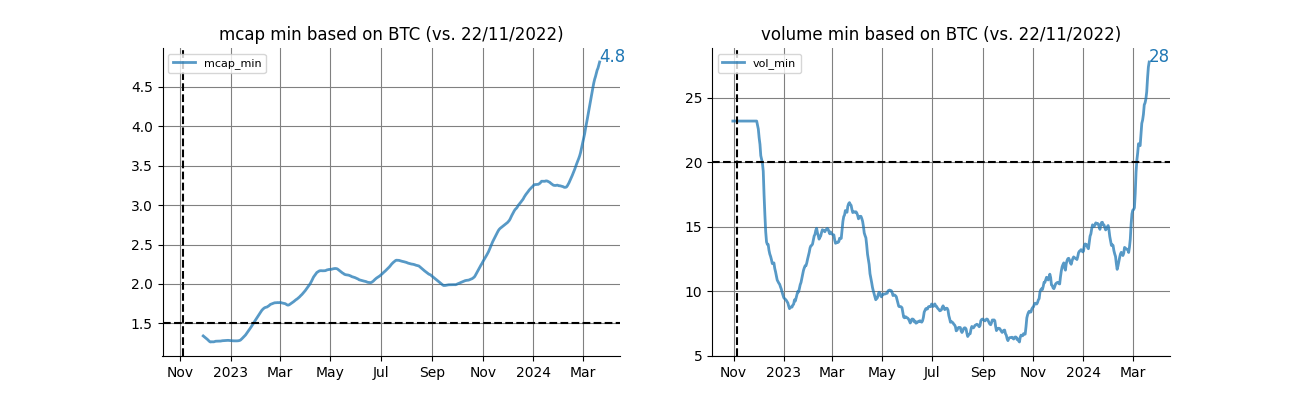 mcap min based on BTC (vs. 22/11/2022)
mcap_min
4.8
4.5
4.0
3.5
3.0
2.5
2.0
1.5
Nov 2023 Mar May Jul Sep Nov 2024 Mar
volume min based on BTC (vs. 22/11/2022)
vol_min
28
25
20
15
10
5
Nov 2023 Mar May Jul Sep Nov 2024 Mar